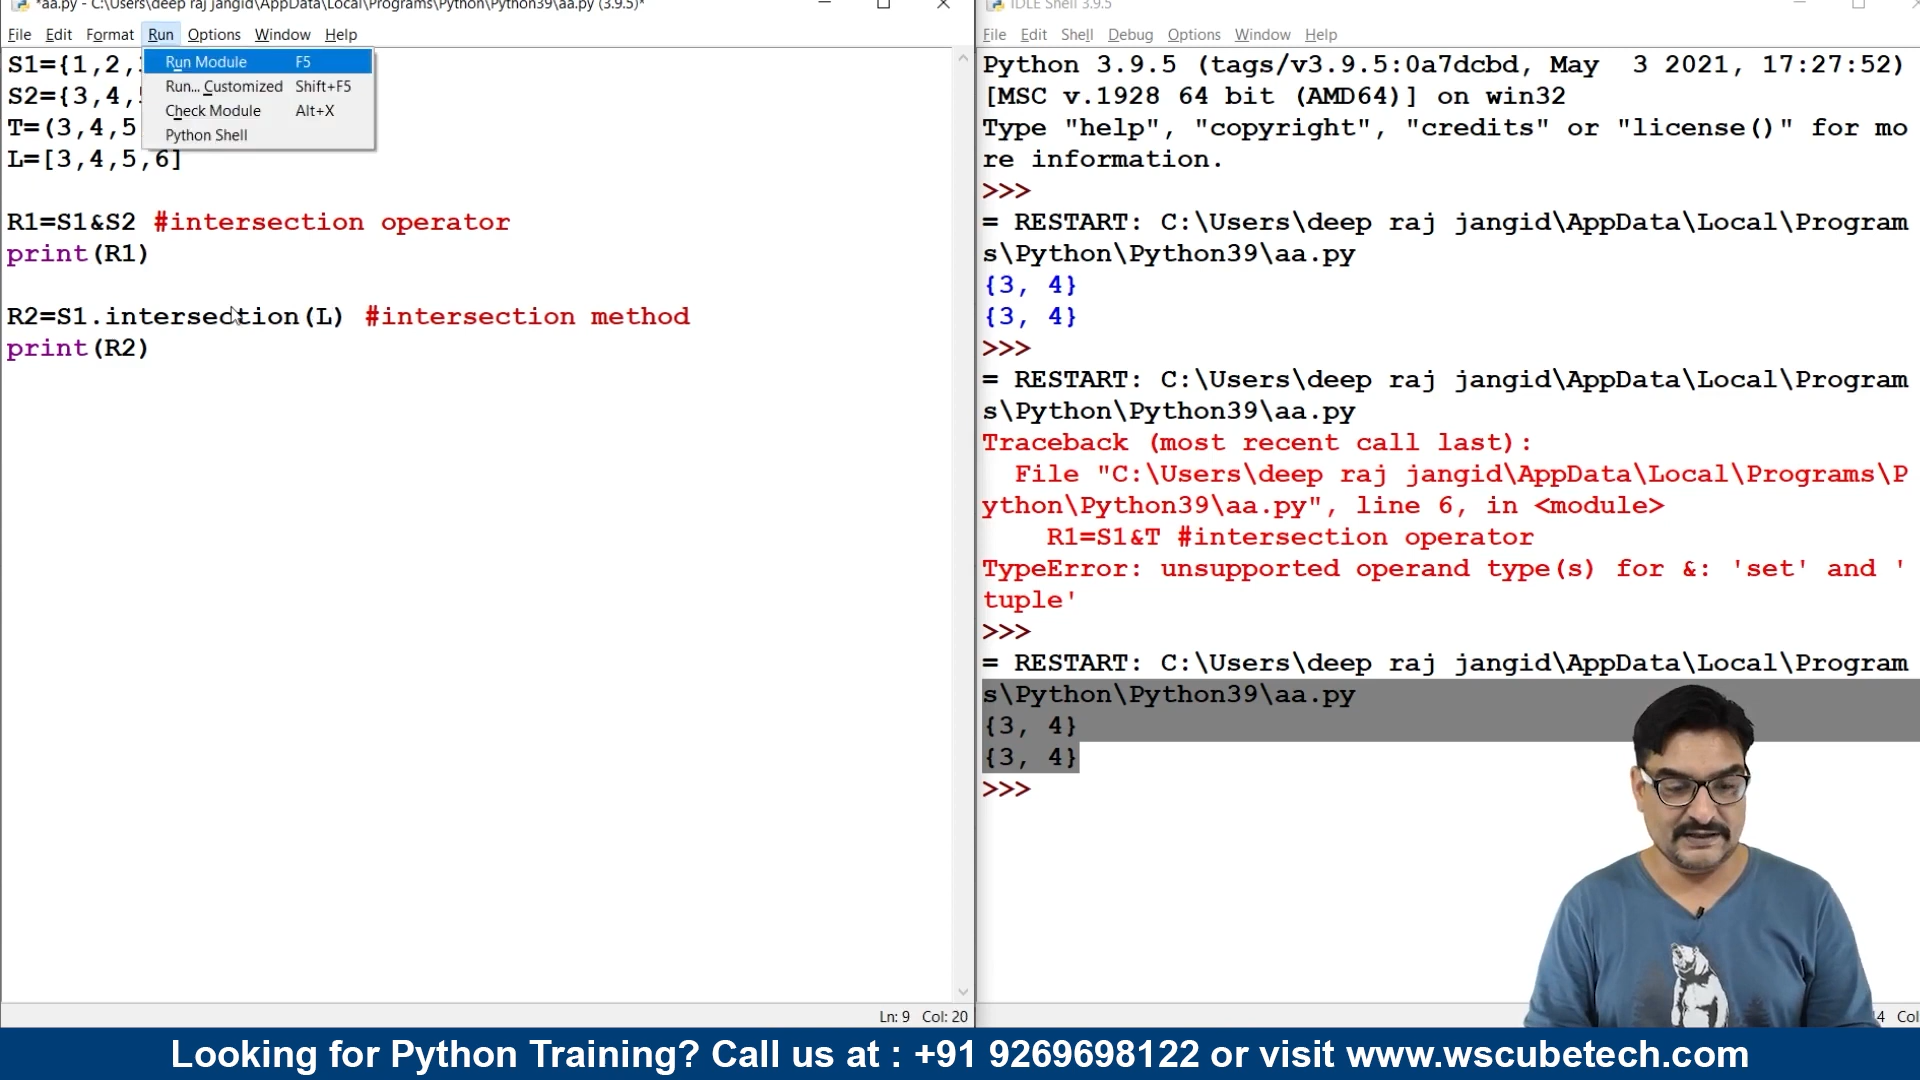 *aa.py - C:\Users\deep raj jangid\AppData\Local\Programs\Python\Python39\aa.py (3.9.5)*
File Edit Format Run Options Window Help
Run Module F5
Run... Customized Shift+F5
Check Module Alt+X
Python Shell
S1={1,2,
S2={3,4,
T=(3,4,5
L=[3,4,5,6]
R1=S1&S2 #intersection operator
print(R1)
R2=S1.intersection(L) #intersection method
print(R2)
Ln: 9 Col: 20
IDLE Shell 3.9.5
File Edit Shell Debug Options Window Help
Python 3.9.5 (tags/v3.9.5:0a7dcbd, May  3 2021, 17:27:52)
[MSC v.1928 64 bit (AMD64)] on win32
Type "help", "copyright", "credits" or "license()" for mo
re information.
>>>
= RESTART: C:\Users\deep raj jangid\AppData\Local\Program
s\Python\Python39\aa.py
{3, 4}
{3, 4}
>>>
= RESTART: C:\Users\deep raj jangid\AppData\Local\Program
s\Python\Python39\aa.py
Traceback (most recent call last):
  File "C:\Users\deep raj jangid\AppData\Local\Programs\P
ython\Python39\aa.py", line 6, in <module>
    R1=S1&T #intersection operator
TypeError: unsupported operand type(s) for &: 'set' and '
tuple'
>>>
= RESTART: C:\Users\deep raj jangid\AppData\Local\Program
s\Python\Python39\aa.py
{3, 4}
{3, 4}
>>>
4 Col
Looking for Python Training? Call us at : +91 9269698122 or visit www.wscubetech.com